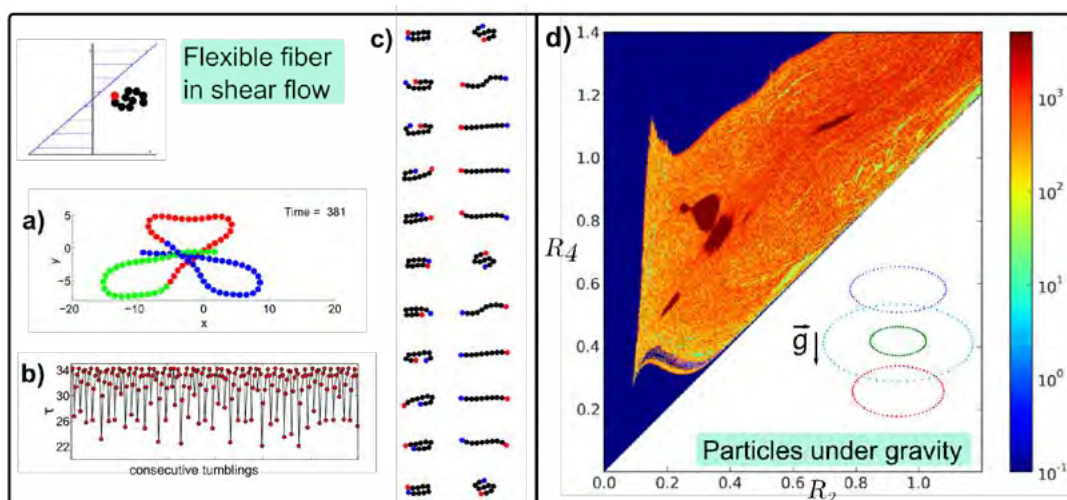 Flexible fiber
in shear flow
a)
Time = 381
5
0
−5
y
−20
−10
0
10
20
x
b)
34
30
26
22
τ
consecutive tumblings
c)
d)
1.4
1.2
1.0
0.8
0.6
0.4
0.2
R4
0.0
0.2
0.4
0.6
0.8
1.0
g
Particles under gravity
10³
10²
10¹
10⁰
10⁻¹